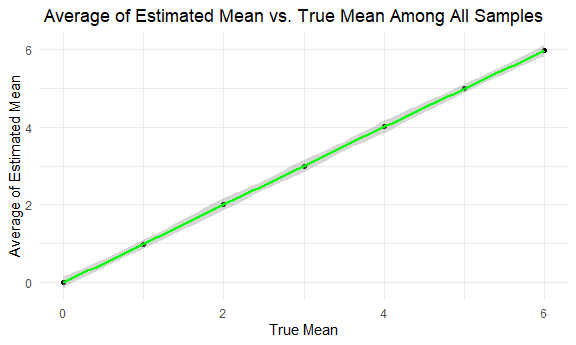 Average of Estimated Mean vs. True Mean Among All Samples
Average of Estimated Mean
6
4
2
0
0 2 4 6
True Mean